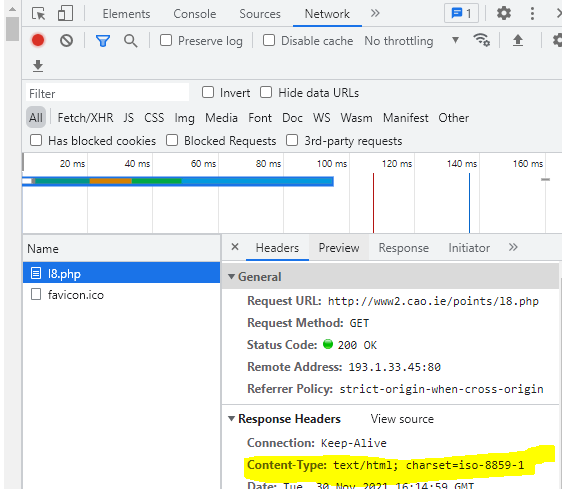 Elements Console Sources Network » 1
Preserve log Disable cache No throttling
Filter Invert Hide data URLs
All Fetch/XHR JS CSS Img Media Font Doc WS Wasm Manifest Other
Has blocked cookies Blocked Requests 3rd-party requests
20 ms 40 ms 60 ms 80 ms 100 ms 120 ms 140 ms 160 ms
Name × Headers Preview Response Initiator »
l8.php
favicon.ico
General
Request URL: http://www2.cao.ie/points/l8.php
Request Method: GET
Status Code: 200 OK
Remote Address: 193.1.33.45:80
Referrer Policy: strict-origin-when-cross-origin
Response Headers View source
Connection: Keep-Alive
Content-Type: text/html; charset=iso-8859-1
Date: Tue, 30 Nov 2021 16:14:59 GMT